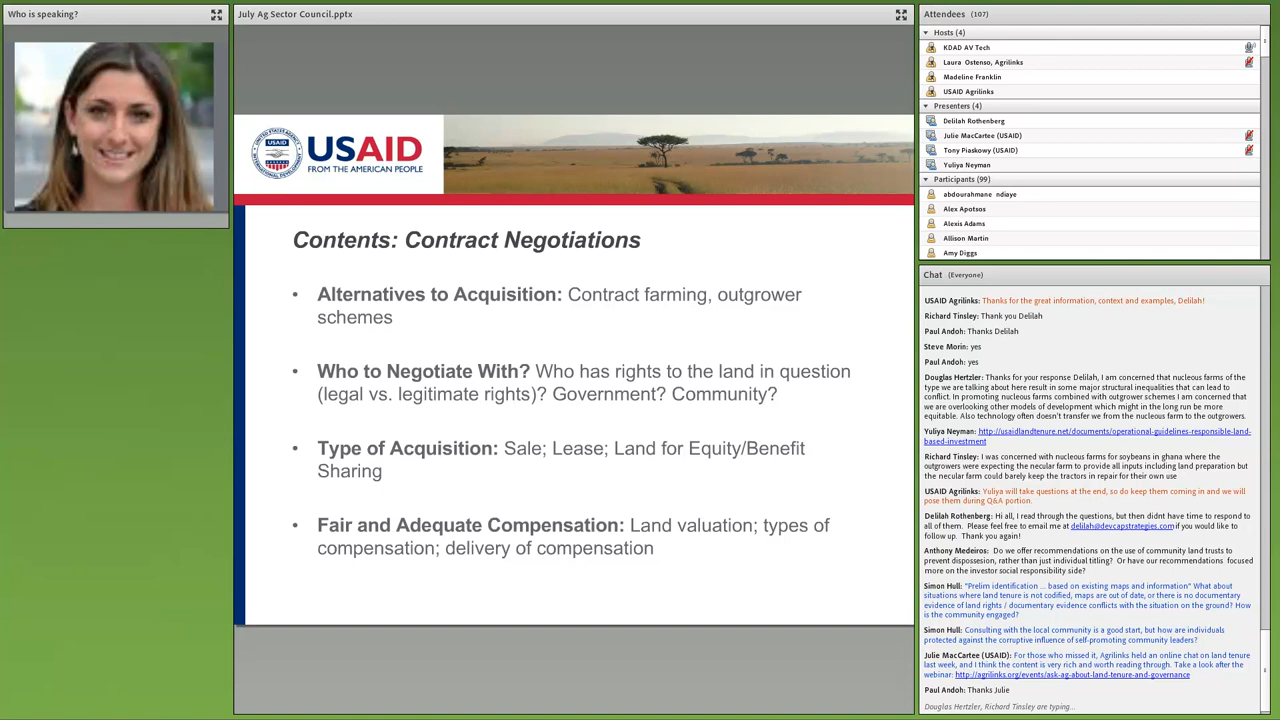 Who is speaking?
July Ag Sector Council.pptx
USAID
FROM THE AMERICAN PEOPLE
Contents: Contract Negotiations
• Alternatives to Acquisition: Contract farming, outgrower
schemes
• Who to Negotiate With? Who has rights to the land in question
(legal vs. legitimate rights)? Government? Community?
• Type of Acquisition: Sale; Lease; Land for Equity/Benefit
Sharing
• Fair and Adequate Compensation: Land valuation; types of
compensation; delivery of compensation
Attendees (107)
Hosts (4)
KDAD AV Tech
Laura Ostenso, Agrilinks
Madeline Franklin
USAID Agrilinks
Presenters (4)
Delilah Rothenberg
Julie MacCartee (USAID)
Tony Piaskowy (USAID)
Yuliya Neyman
Participants (99)
abdourahmane ndiaye
Alex Apotsos
Alexis Adams
Allison Martin
Amy Diggs
Chat (Everyone)
USAID Agrilinks: Thanks for the great information, context and examples, Delilah!
Richard Tinsley: Thank you Delilah
Paul Andoh: Thanks Delilah
Steve Morin: yes
Paul Andoh: yes
Douglas Hertzler: Thanks for your response Delilah, I am concerned that nucleous farms of the
type we are talking about here result in some major structural inequalities that can lead to
conflict. In promoting nucleous farms combined with outgrower schemes I am concerned that
we are overlooking other models of development which might in the long run be more
equitable. Also technology often doesn't transfer we from the nucleous farm to the outgrowers.
Yuliya Neyman: http://usaidlandtenure.net/documents/operational-guidelines-responsible-land-
based-investment
Richard Tinsley: I was concerned with nucleous farms for soybeans in ghana where the
outgrowers were expecting the necular farm to provide all inputs including land preparation but
the necular farm could barely keep the tractors in repair for their own use
USAID Agrilinks: Yuliya will take questions at the end, so do keep them coming in and we will
pose them during Q&A portion.
Delilah Rothenberg: Hi all, I read through the questions, but then didnt have time to respond to
all of them. Please feel free to email me at delilah@devcapstrategies.com if you would like to
follow up. Thank you again!
Anthony Medeiros: Do we offer recommendations on the use of community land trusts to
prevent dispossesion, rather than just individual titling? Or have our recommendations focused
more on the investor social responsibility side?
Simon Hull: "Prelim identification ... based on existing maps and information" What about
situations where land tenure is not codified, maps are out of date, or there is no documentary
evidence of land rights / documentary evidence conflicts with the situation on the ground? How
is the community engaged?
Simon Hull: Consulting with the local community is a good start, but how are individuals
protected against the corruptive influence of self-promoting community leaders?
Julie MacCartee (USAID): For those who missed it, Agrilinks held an online chat on land tenure
last week, and I think the content is very rich and worth reading through. Take a look after the
webinar: http://agrilinks.org/events/ask-ag-about-land-tenure-and-governance
Paul Andoh: Thanks Julie
Douglas Hertzler, Richard Tinsley are typing...